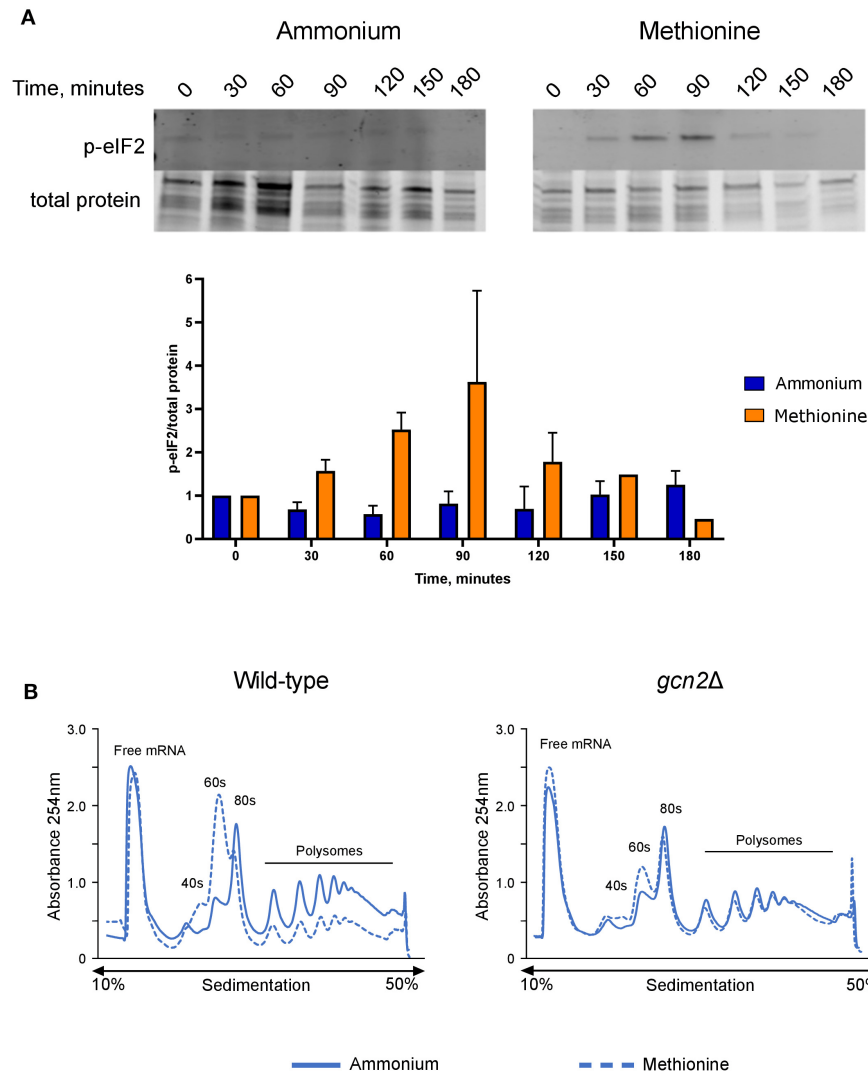 A
Ammonium Methionine
Time, minutes 0 30 60 90 120 150 180 0 30 60 90 120 150 180
p-eIF2
total protein
6
5
4
3
2
1
0
p-eIF2/total protein
0 30 60 90 120 150 180
Time, minutes
Ammonium
Methionine
B
Wild-type gcn2Δ
3.0
2.0
1.0
0
Absorbance 254nm
Free mRNA
40s
60s
80s
Polysomes
10% Sedimentation 50%
3.0
2.0
1.0
0
Absorbance 254nm
Free mRNA
40s
60s
80s
Polysomes
10% Sedimentation 50%
Ammonium Methionine